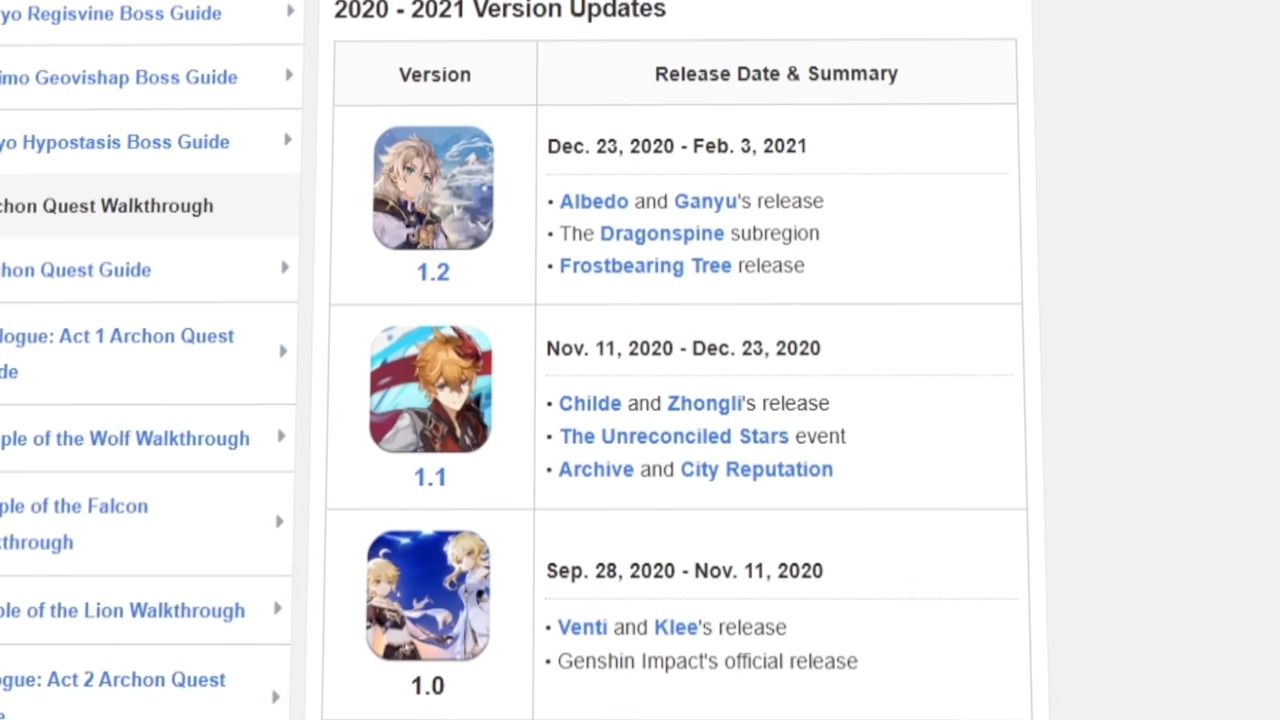 yo Regisvine Boss Guide
imo Geovishap Boss Guide
yo Hypostasis Boss Guide
chon Quest Walkthrough
hon Quest Guide
logue: Act 1 Archon Quest
de
ple of the Wolf Walkthrough
ple of the Falcon
kthrough
ple of the Lion Walkthrough
ogue: Act 2 Archon Quest
2020 - 2021 Version Updates
Version
Release Date & Summary
1.2
Dec. 23, 2020 - Feb. 3, 2021
• Albedo and Ganyu's release
• The Dragonspine subregion
• Frostbearing Tree release
1.1
Nov. 11, 2020 - Dec. 23, 2020
• Childe and Zhongli's release
• The Unreconciled Stars event
• Archive and City Reputation
1.0
Sep. 28, 2020 - Nov. 11, 2020
• Venti and Klee's release
• Genshin Impact's official release